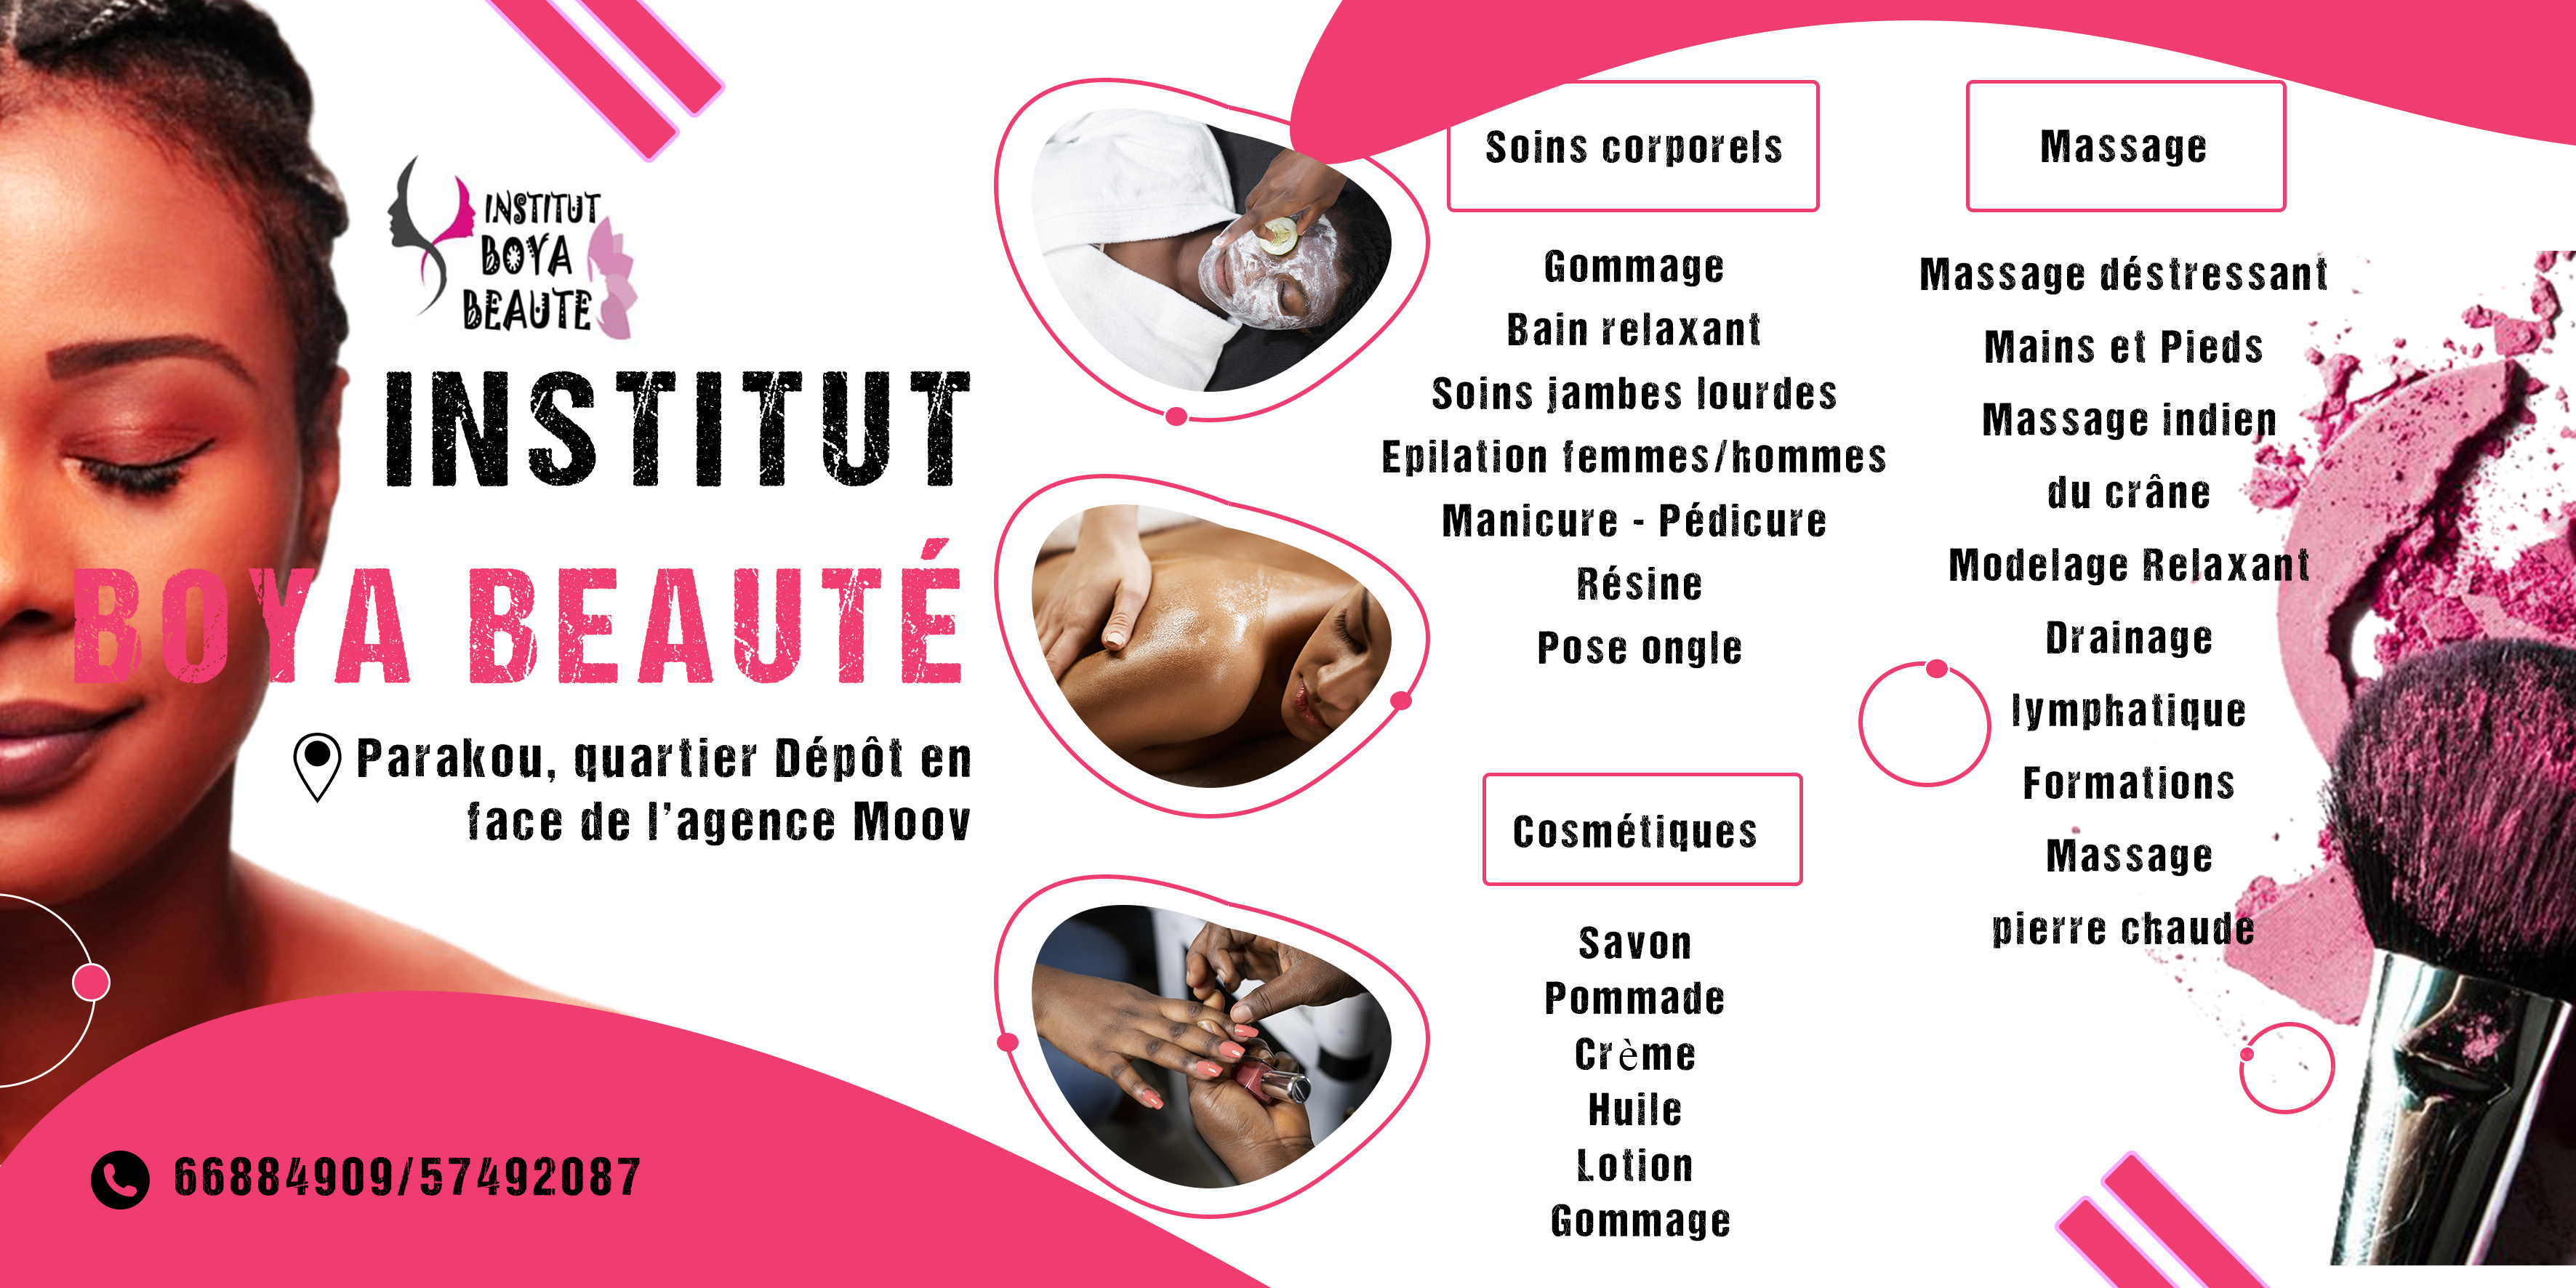 INSTITUT
BOYA
BEAUTE
INSTITUT
BOYA BEAUTÉ
Parakou, quartier Dépôt en
face de l’agence Moov
66884909/57492087
Soins corporels
Gommage
Bain relaxant
Soins jambes lourdes
Epilation femmes/hommes
Manicure - Pédicure
Résine
Pose ongle
Cosmétiques
Savon
Pommade
Crème
Huile
Lotion
Gommage
Massage
Massage déstressant
Mains et Pieds
Massage indien
du crâne
Modelage Relaxant
Drainage
lymphatique
Formations
Massage
pierre chaude